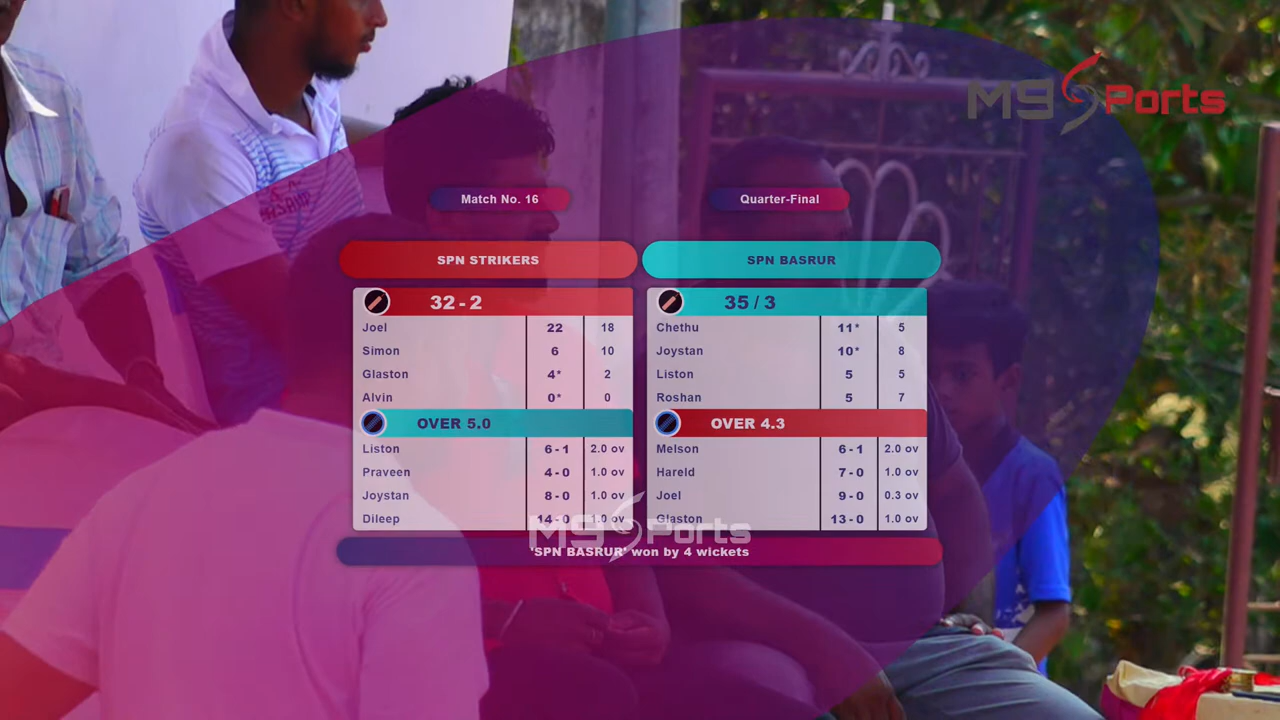 M9 Sports
Match No. 16
Quarter-Final
SPN STRIKERS
SPN BASRUR
32 - 2
Joel 22 18
Simon 6 10
Glaston 4* 2
Alvin 0* 0
OVER 5.0
Liston 6 - 1 2.0 ov
Praveen 4 - 0 1.0 ov
Joystan 8 - 0 1.0 ov
Dileep 14 - 0 1.0 ov
35 / 3
Chethu 11* 5
Joystan 10* 8
Liston 5 5
Roshan 5 7
OVER 4.3
Melson 6 - 1 2.0 ov
Hareld 7 - 0 1.0 ov
Joel 9 - 0 0.3 ov
Glaston 13 - 0 1.0 ov
M9 Sports
'SPN BASRUR' won by 4 wickets